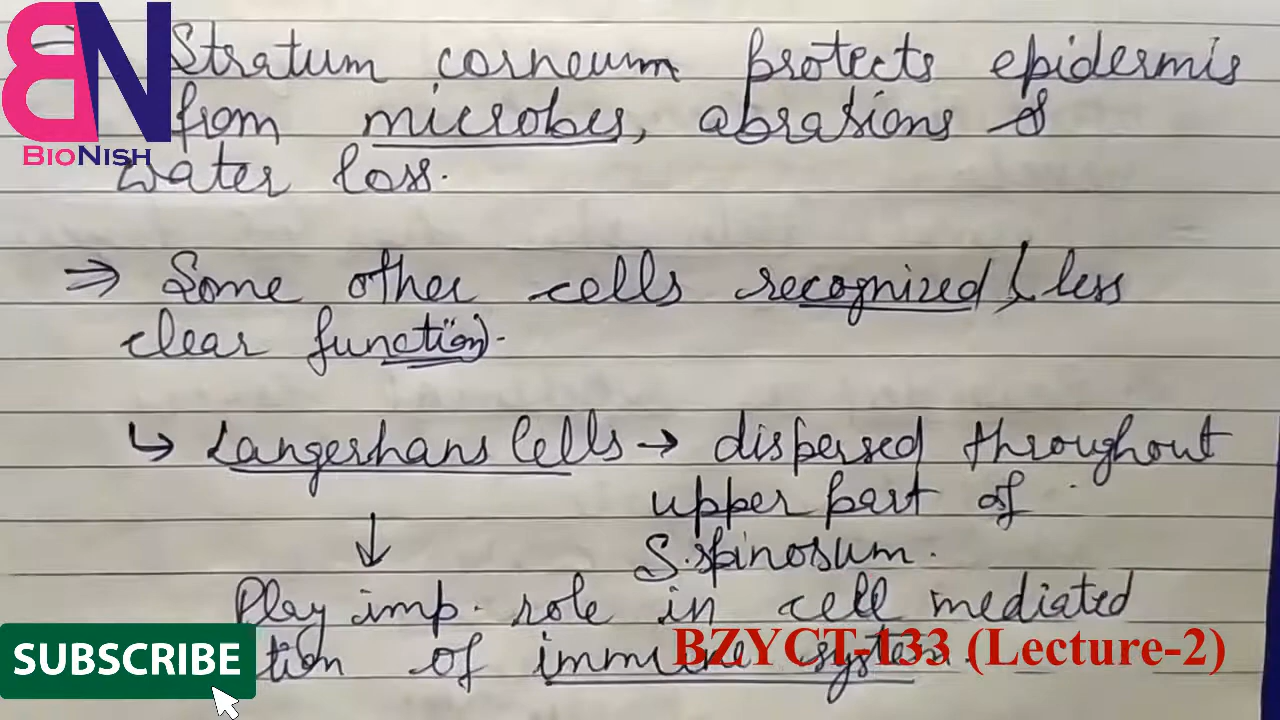 BN
BIONISH
→ Stratum corneum protects epidermis
from microbes, abrasions &
water loss.
⇒ Some other cells recognized (less
clear function).
↳ Langerhans Cells → dispersed throughout
upper part of
S. spinosum.
↓
Play imp. role in cell mediated
tion of immune system.
SUBSCRIBE
BZYCT-133 (Lecture-2)